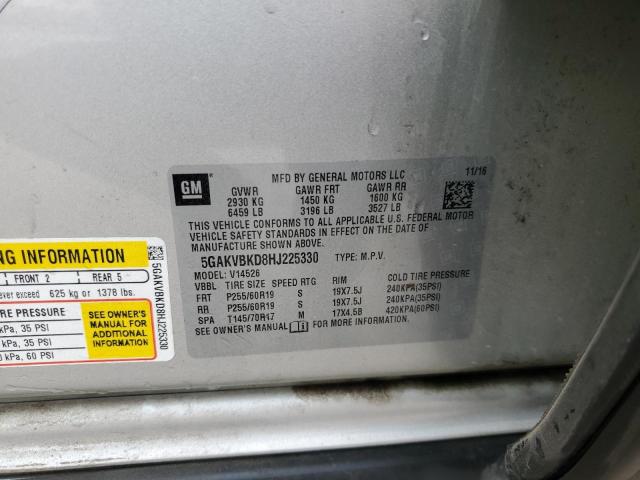 GM
MFD BY GENERAL MOTORS LLC 11/16
GVWR GAWR FRT GAWR RR
2930 KG 1450 KG 1600 KG
6459 LB 3196 LB 3527 LB
THIS VEHICLE CONFORMS TO ALL APPLICABLE U.S. FEDERAL MOTOR
VEHICLE SAFETY STANDARDS IN EFFECT ON THE DATE OF
MANUFACTURE SHOWN ABOVE.
5GAKVBKD8HJ225330 TYPE: M.P.V.
MODEL: V14526
VBBL TIRE SIZE SPEED RTG RIM COLD TIRE PRESSURE
FRT P255/60R19 S 19X7.5J 240KPA(35PSI)
RR P255/60R19 S 19X7.5J 240KPA(35PSI)
SPA T145/70R17 M 17X4.5B 420KPA(60PSI)
SEE OWNER'S MANUAL FOR MORE INFORMATION.
NG INFORMATION
FRONT 2 REAR 5
ever exceed 625 kg or 1378 lbs.
RE PRESSURE
kPa, 35 PSI
kPa, 35 PSI
kPa, 60 PSI
SEE OWNER'S
MANUAL FOR
ADDITIONAL
INFORMATION
5GAKVBKD8HJ225330